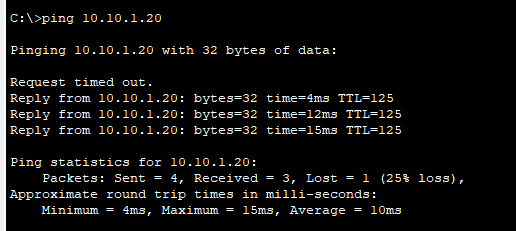 C:\>ping 10.10.1.20
Pinging 10.10.1.20 with 32 bytes of data:
Request timed out.
Reply from 10.10.1.20: bytes=32 time=4ms TTL=125
Reply from 10.10.1.20: bytes=32 time=12ms TTL=125
Reply from 10.10.1.20: bytes=32 time=15ms TTL=125
Ping statistics for 10.10.1.20:
    Packets: Sent = 4, Received = 3, Lost = 1 (25% loss),
Approximate round trip times in milli-seconds:
    Minimum = 4ms, Maximum = 15ms, Average = 10ms